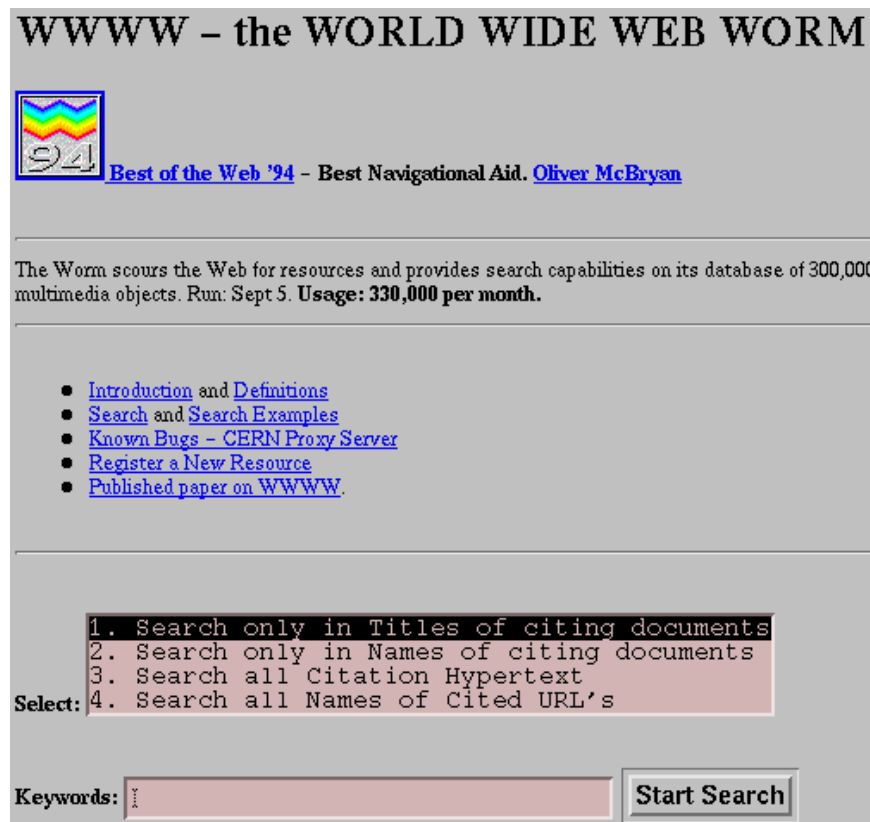 WWWW – the WORLD WIDE WEB WORM
94
Best of the Web '94 – Best Navigational Aid. Oliver McBryan
The Worm scours the Web for resources and provides search capabilities on its database of 300,000
multimedia objects. Run: Sept 5. Usage: 330,000 per month.
● Introduction and Definitions
● Search and Search Examples
● Known Bugs – CERN Proxy Server
● Register a New Resource
● Published paper on WWWW.
1. Search only in Titles of citing documents
2. Search only in Names of citing documents
3. Search all Citation Hypertext
Select: 4. Search all Names of Cited URL's
Keywords: Start Search